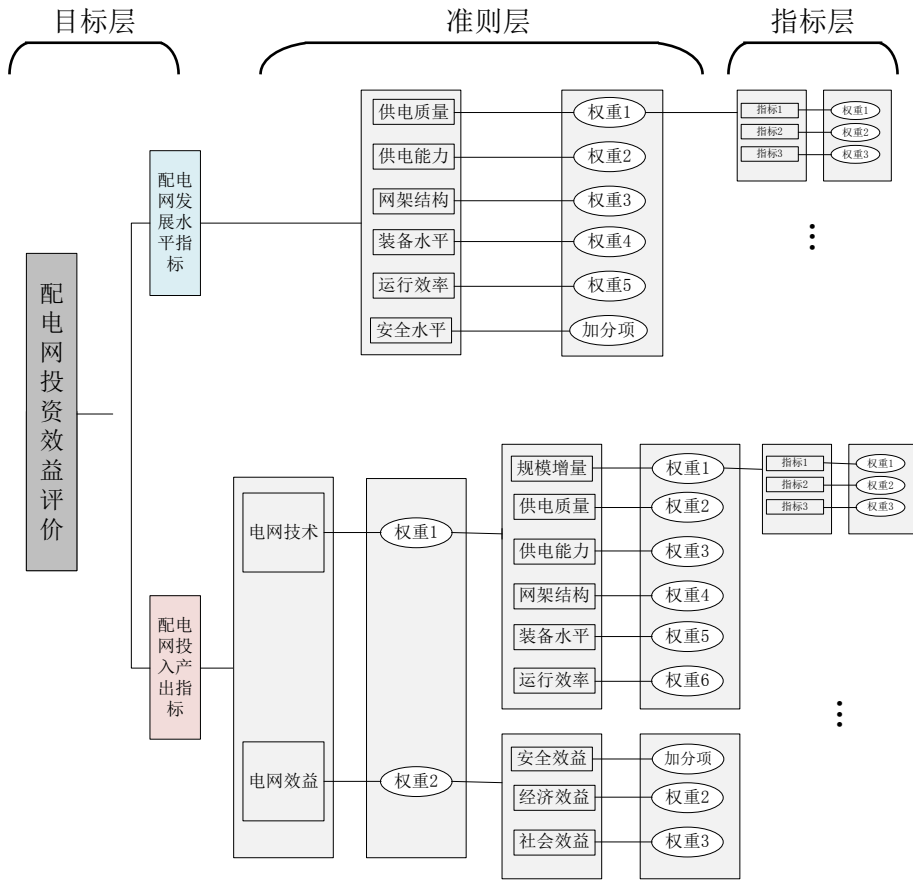 目标层
准则层
指标层
供电质量
权重1
供电能力
权重2
网架结构
权重3
装备水平
权重4
运行效率
权重5
安全水平
加分项
指标1
权重1
指标2
权重2
指标3
权重3
配电网发展水平指标
配电网投资效益评价
配电网投入产出指标
电网技术
权重1
电网效益
权重2
规模增量
权重1
供电质量
权重2
供电能力
权重3
网架结构
权重4
装备水平
权重5
运行效率
权重6
指标1
权重1
指标2
权重2
指标3
权重3
安全效益
加分项
经济效益
权重2
社会效益
权重3